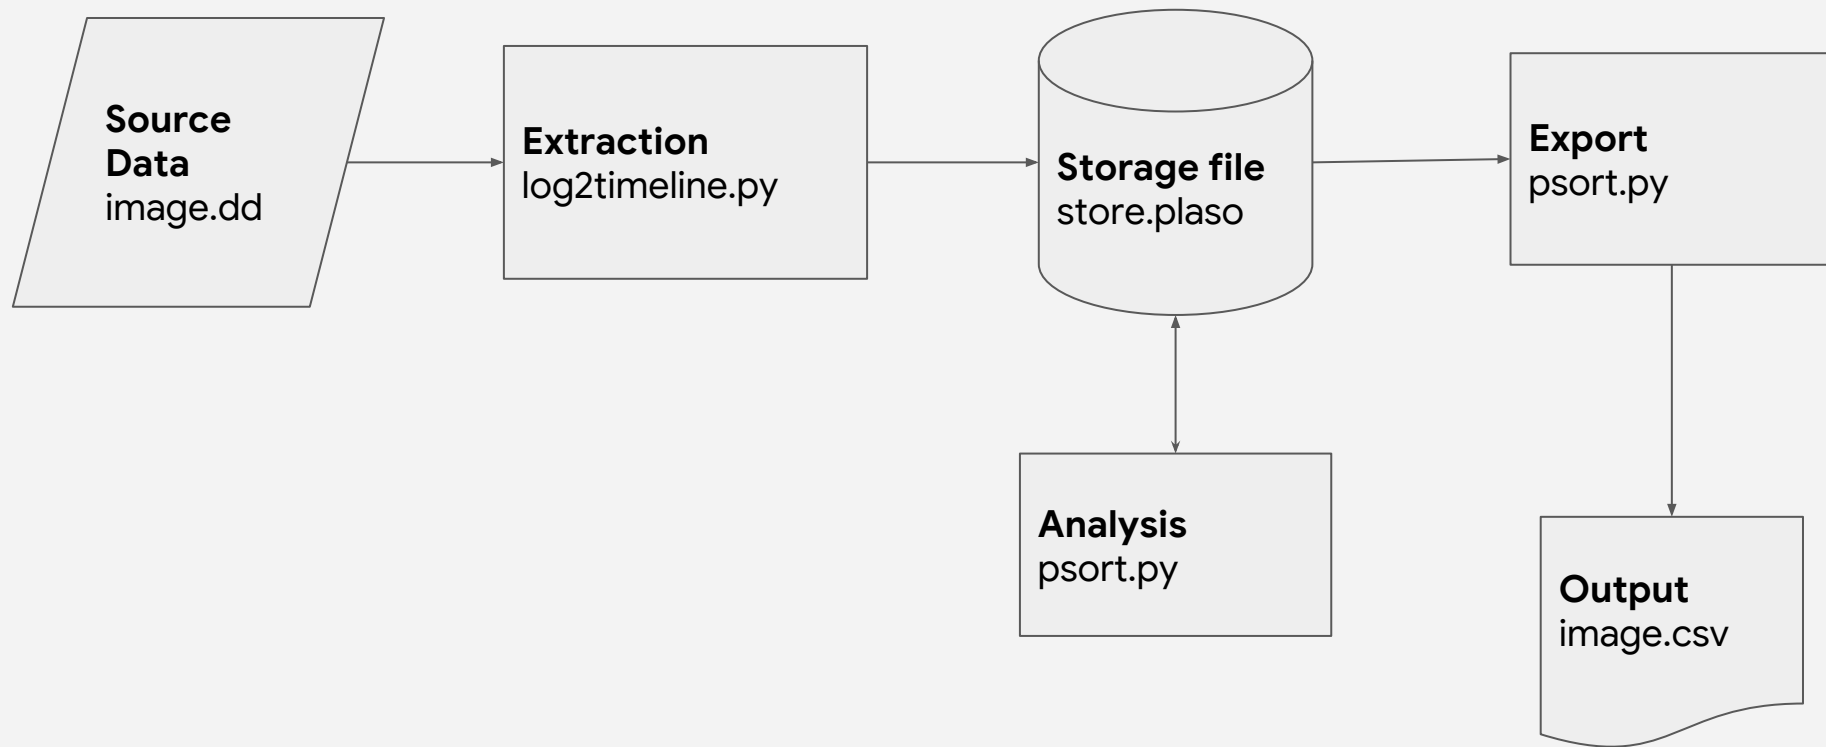 Source
Data
image.dd
Extraction
log2timeline.py
Storage file
store.plaso
Export
psort.py
Analysis
psort.py
Output
image.csv